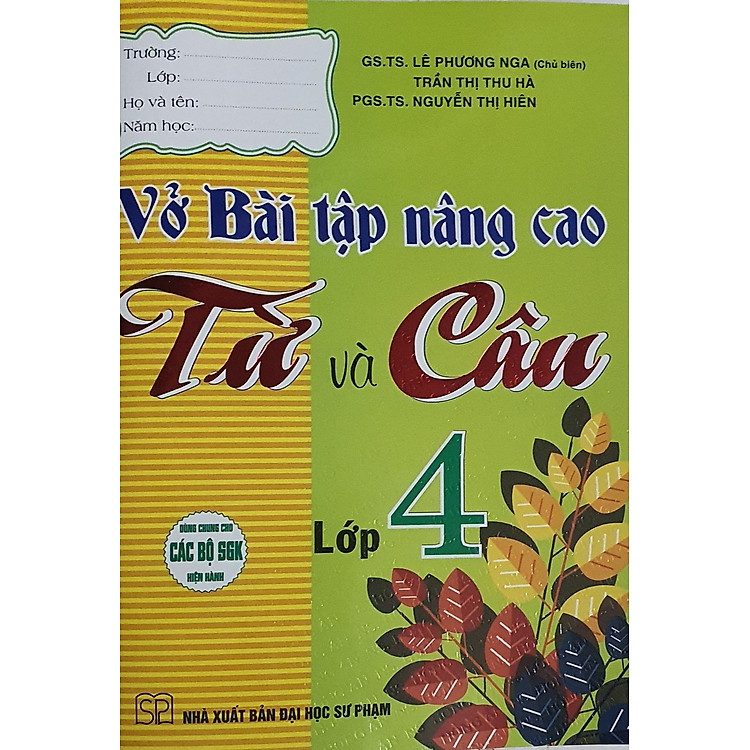 Trường:
Lớp:
Họ và tên:
Năm học:
GS.TS. LÊ PHƯƠNG NGA (Chủ biên)
TRẦN THỊ THU HÀ
PGS.TS. NGUYỄN THỊ HIÊN
Vở Bài tập nâng cao
Từ và Câu
Lớp 4
DÙNG CHUNG CHO
CÁC BỘ SGK
HIỆN HÀNH
SP
NHÀ XUẤT BẢN ĐẠI HỌC SƯ PHẠM